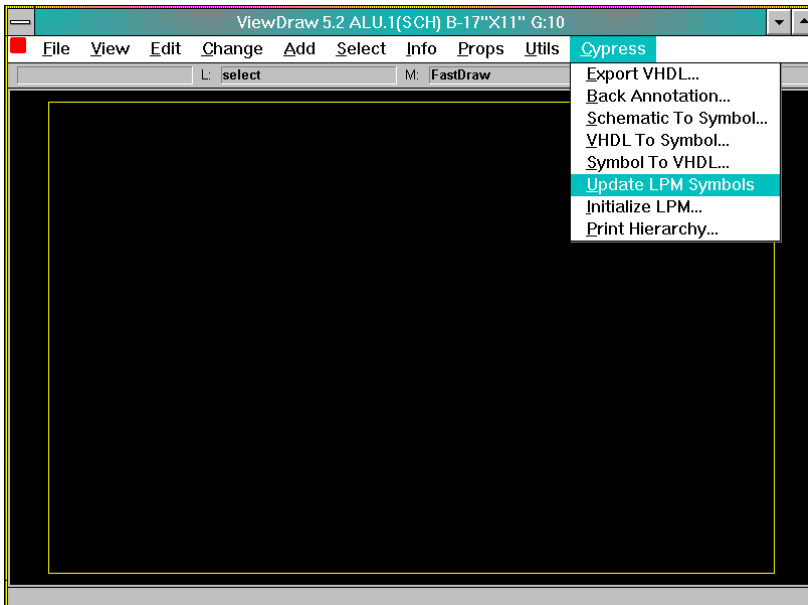 ViewDraw 5.2 ALU.1(SCH) B-17"X11" G:10
File View Edit Change Add Select Info Props Utils Cypress
L: select M: FastDraw
Export VHDL...
Back Annotation...
Schematic To Symbol...
VHDL To Symbol...
Symbol To VHDL...
Update LPM Symbols
Initialize LPM...
Print Hierarchy...